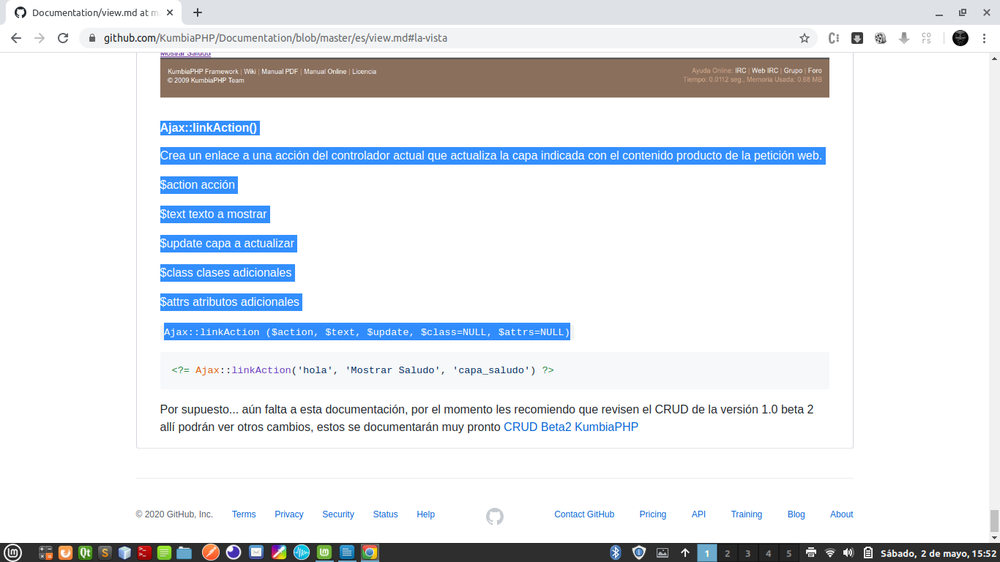 Documentation/view.md at m
github.com/KumbiaPHP/Documentation/blob/master/es/view.md#la-vista
co
rs
Mostrar Saludo
KumbiaPHP Framework | Wiki | Manual PDF | Manual Online | Licencia
© 2009 KumbiaPHP Team
Ayuda Online: IRC | Web IRC | Grupo | Foro
Tiempo: 0.0112 seg., Memoria Usada: 0.68 MB
Ajax::linkAction()
Crea un enlace a una acción del controlador actual que actualiza la capa indicada con el contenido producto de la petición web.
$action acción
$text texto a mostrar
$update capa a actualizar
$class clases adicionales
$attrs atributos adicionales
Ajax::linkAction ($action, $text, $update, $class=NULL, $attrs=NULL)
<?= Ajax::linkAction('hola', 'Mostrar Saludo', 'capa_saludo') ?>
Por supuesto... aún falta a esta documentación, por el momento les recomiendo que revisen el CRUD de la versión 1.0 beta 2
allí podrán ver otros cambios, estos se documentarán muy pronto CRUD Beta2 KumbiaPHP
© 2020 GitHub, Inc. Terms Privacy Security Status Help Contact GitHub Pricing API Training Blog About
Qt S 1 2 3 4 5 Sábado, 2 de mayo, 15:52